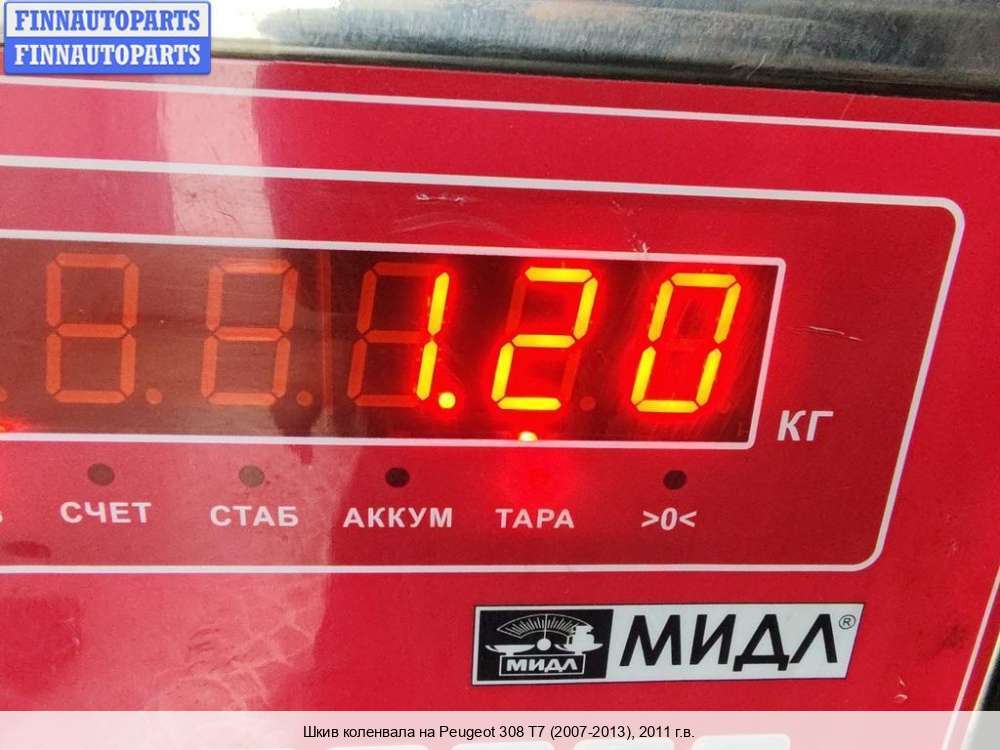 FINNAUTOPARTS
FINNAUTOPARTS
1.20
КГ
СЧЕТ СТАБ АККУМ ТАРА >0<
МИДЛ МИДЛ®
Шкив коленвала на Peugeot 308 T7 (2007-2013), 2011 г.в.